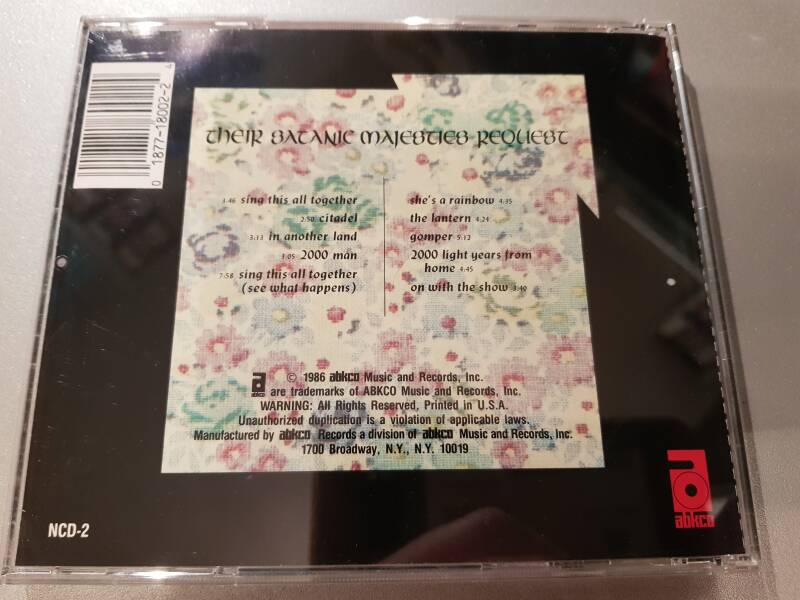 0 1877-18002-2 4
their satanic majesties request
1:46 sing this all together
2:50 citadel
3:13 in another land
3:05 2000 man
7:58 sing this all together
(see what happens)
she's a rainbow 4:35
the lantern 4:24
gomper 5:12
2000 light years from
home 4:45
on with the show 3:40
a © 1986 abkco Music and Records, Inc.
abkco are trademarks of ABKCO Music and Records, Inc.
WARNING: All Rights Reserved. Printed in U.S.A.
Unauthorized duplication is a violation of applicable laws.
Manufactured by abkco Records a division of abkco Music and Records, Inc.
1700 Broadway, N.Y., N.Y. 10019
NCD-2
abkco